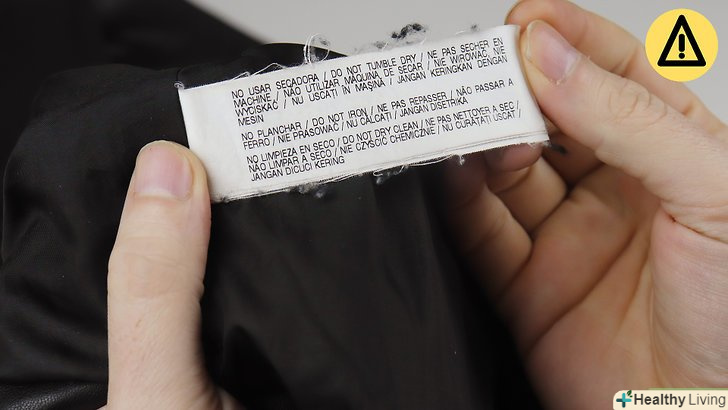 NO USAR SECADORA / DO NOT TUMBLE DRY / NE PAS SECHER EN
MACHINE / NÃO UTILIZAR MÁQUINA DE SECAR / NIE WIROWAĆ, NIE
WYCISKAĆ / NU USCAȚI IN MAȘINA / JANGAN KERINGKAN DENGAN
MESIN
NO PLANCHAR / DO NOT IRON / NE PAS REPASSER / NÃO PASSAR A
FERRO / NIE PRASOWAĆ / NU CALCAȚI / JANGAN DISETRIKA
NO LIMPIEZA EN SECO / DO NOT DRY CLEAN / NE PAS NETTOYER A SEC /
NÃO LIMPAR A SECO / NIE CZYŚCIĆ CHEMICZNIE / NU CURĂȚAȚI USCAT /
JANGAN DICUCI KERING
Healthy Living